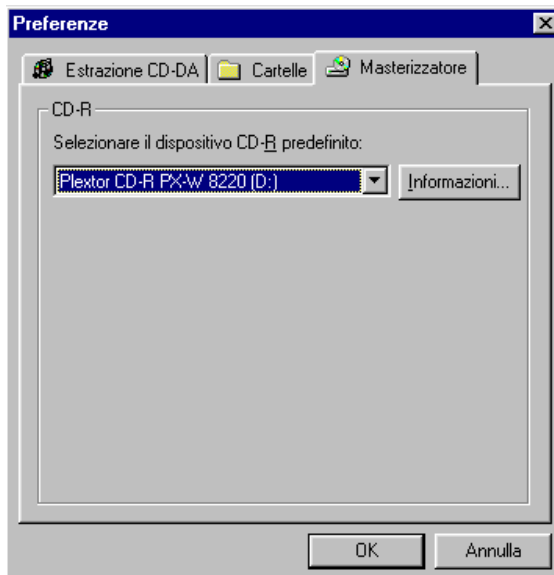 Preferenze
Estrazione CD-DA Cartelle Masterizzatore
CD-R
Selezionare il dispositivo CD-R predefinito:
Plextor CD-R PX-W 8220 (D:) Informazioni...
OK Annulla